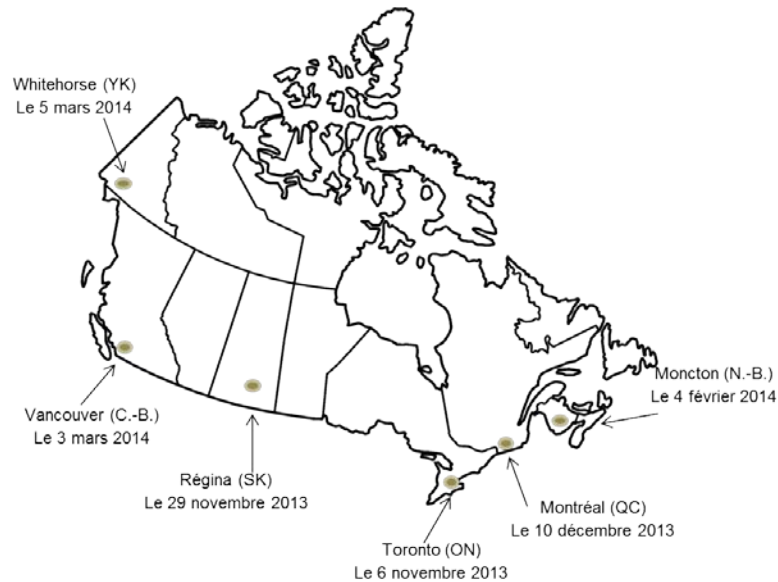 Whitehorse (YK)
Le 5 mars 2014
Moncton (N.-B.)
Le 4 février 2014
Vancouver (C.-B.)
Le 3 mars 2014
Régina (SK)
Le 29 novembre 2013
Montréal (QC)
Le 10 décembre 2013
Toronto (ON)
Le 6 novembre 2013